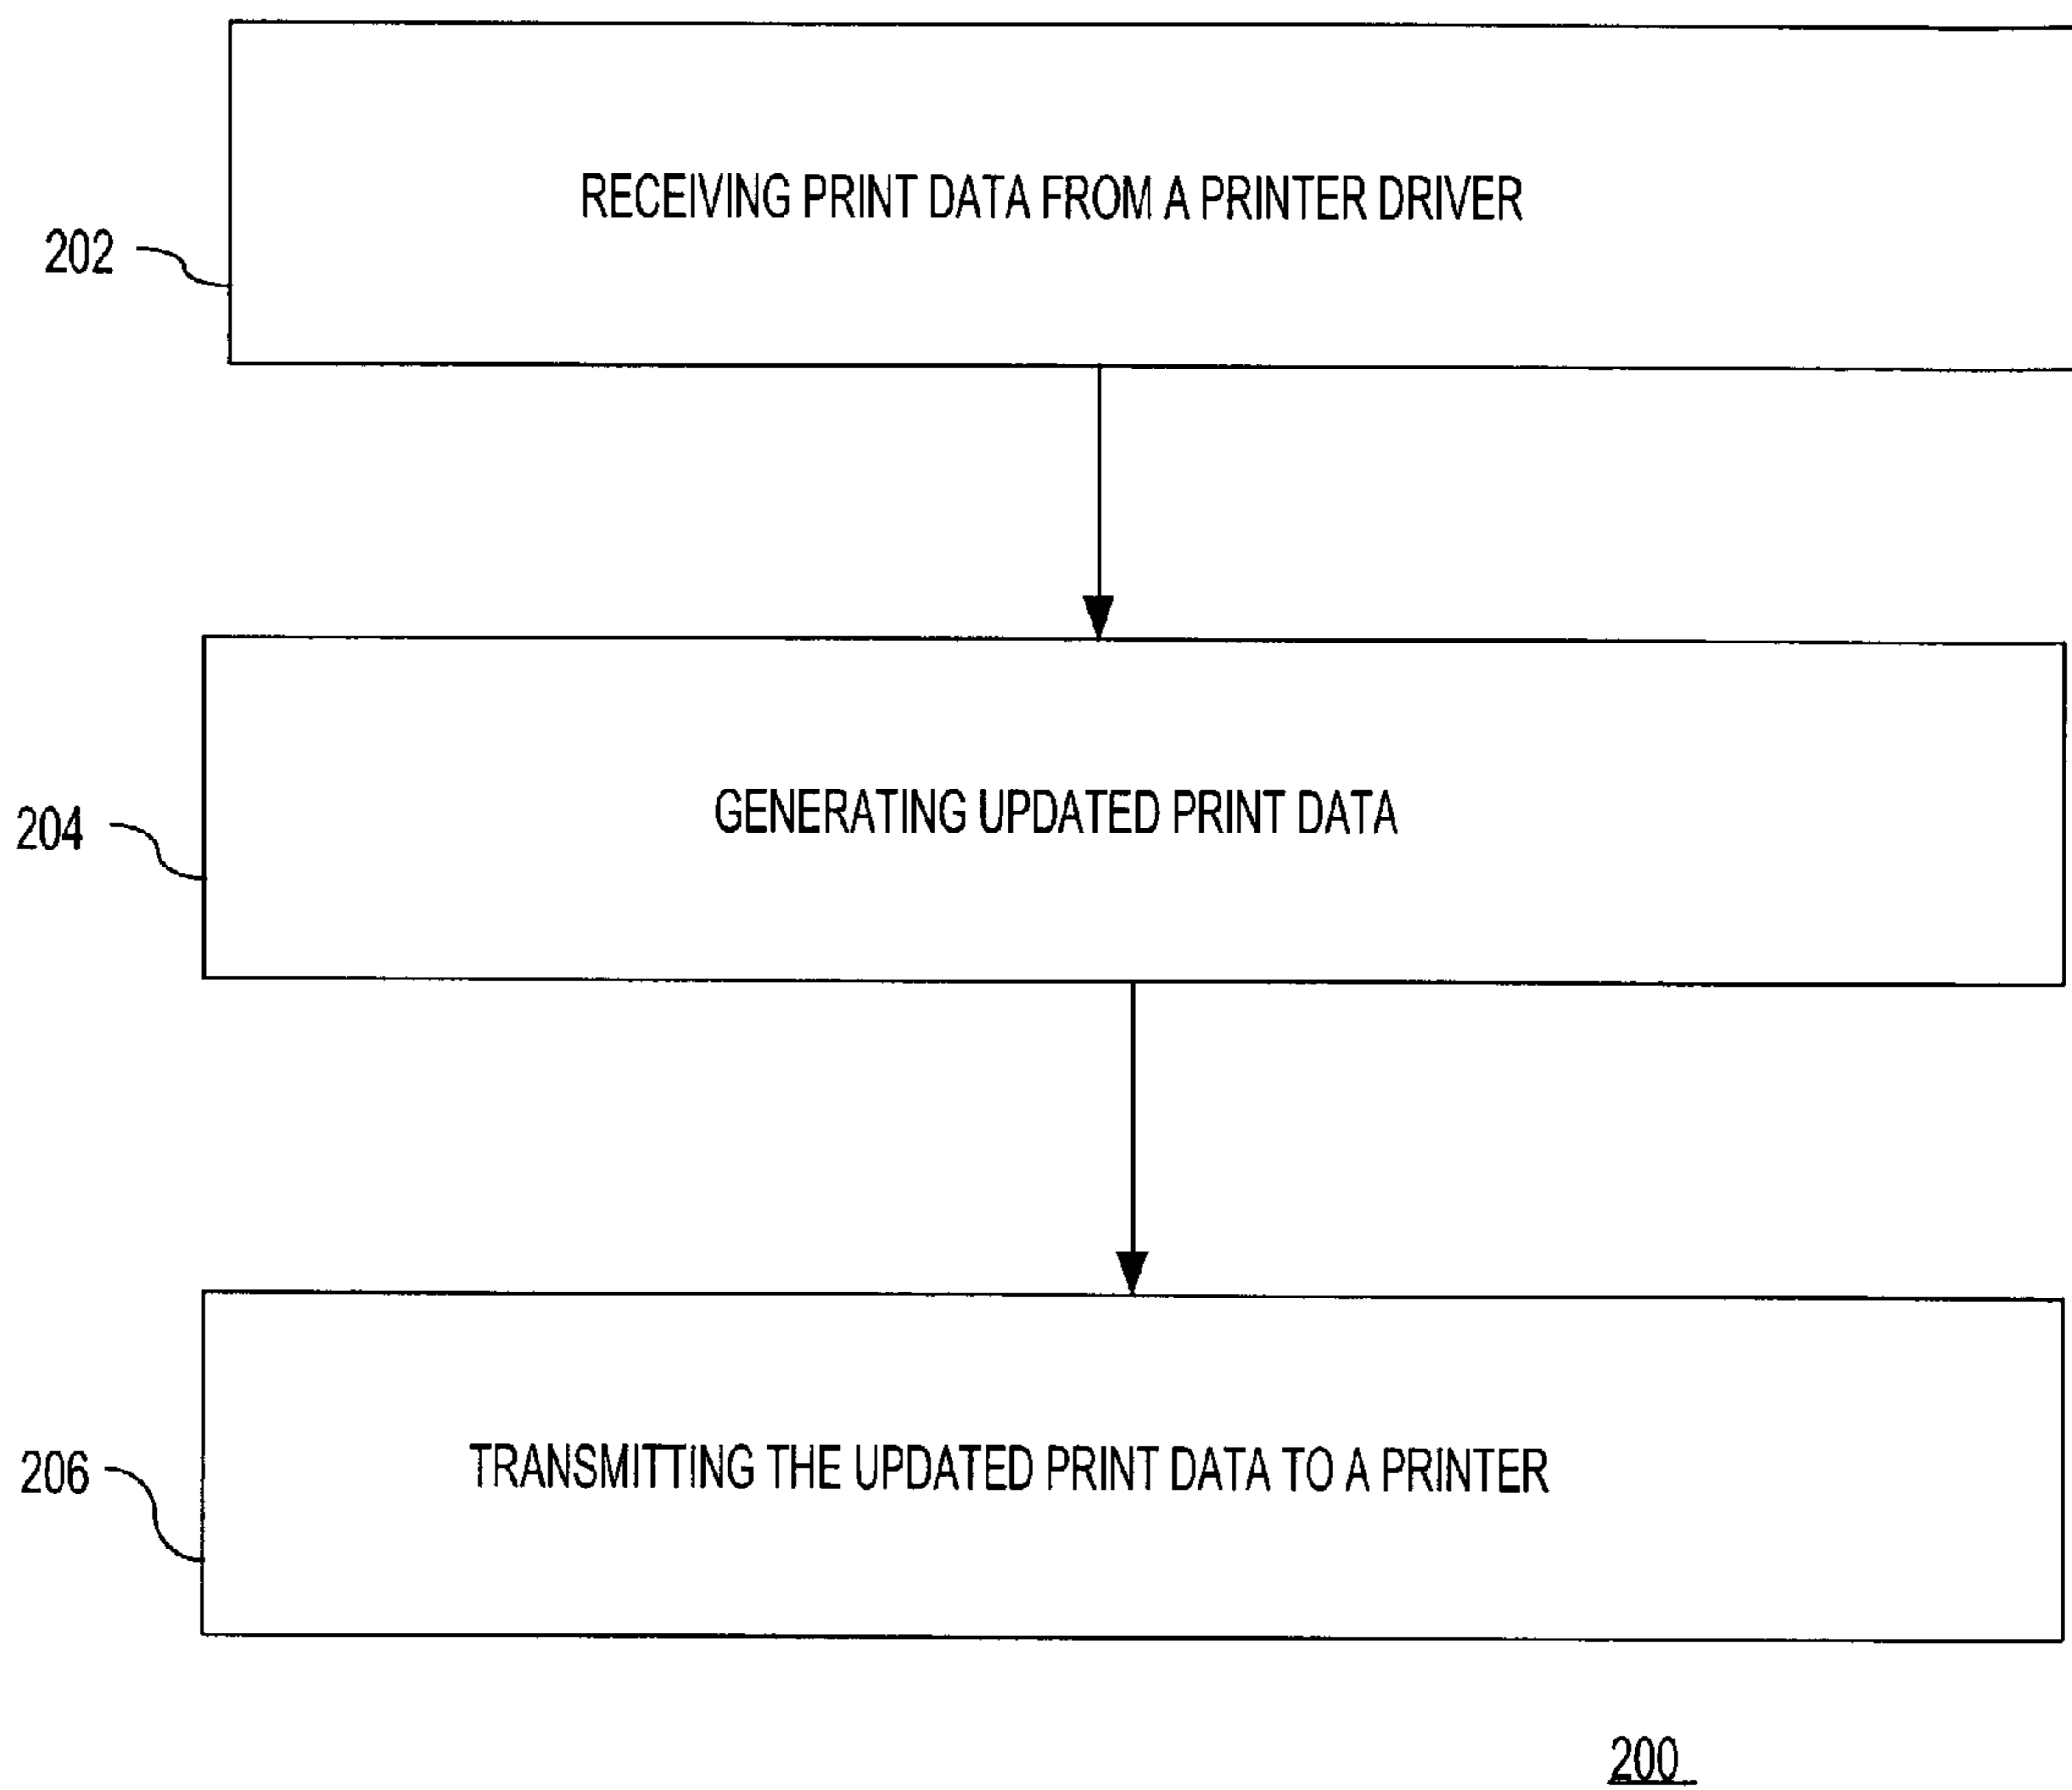 RECEIVING PRINT DATA FROM A PRINTER DRIVER
202
GENERATING UPDATED PRINT DATA
204
TRANSMITTING THE UPDATED PRINT DATA TO A PRINTER
206
200